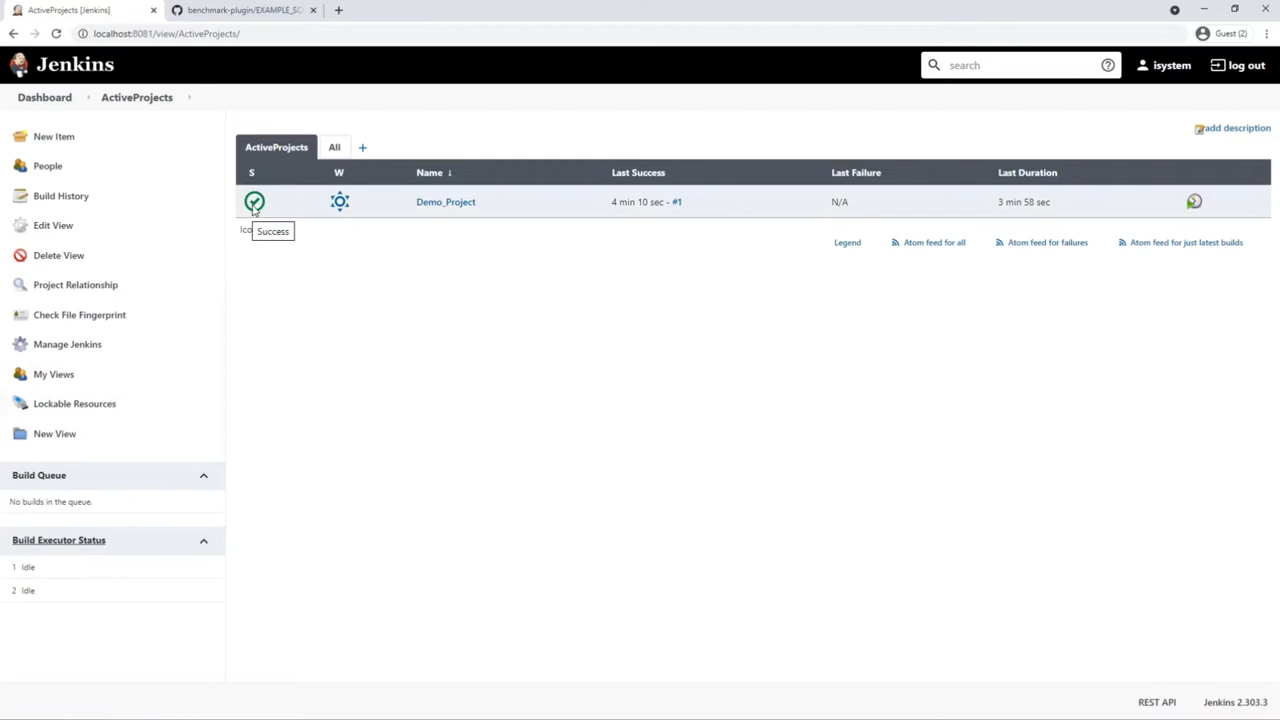 ActiveProjects [Jenkins]
benchmark-plugin/EXAMPLE_SC
localhost:8081/view/ActiveProjects/
Guest (2)
Jenkins
search
isystem
log out
Dashboard
ActiveProjects
New Item
People
Build History
Edit View
Delete View
Project Relationship
Check File Fingerprint
Manage Jenkins
My Views
Lockable Resources
New View
Build Queue
No builds in the queue.
Build Executor Status
1 Idle
2 Idle
add description
ActiveProjects All +
S W Name ↓ Last Success Last Failure Last Duration
Demo_Project 4 min 10 sec - #1 N/A 3 min 58 sec
Ico
Success
Legend Atom feed for all Atom feed for failures Atom feed for just latest builds
REST API Jenkins 2.303.3